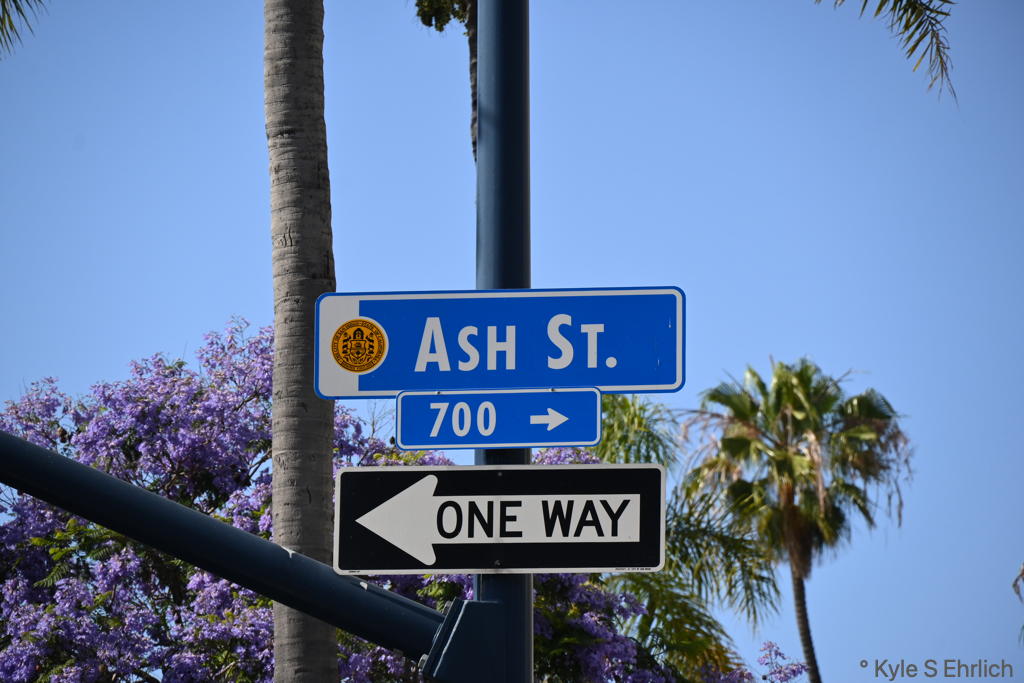 ASH ST.
700 →
ONE WAY
° Kyle S Ehrlich